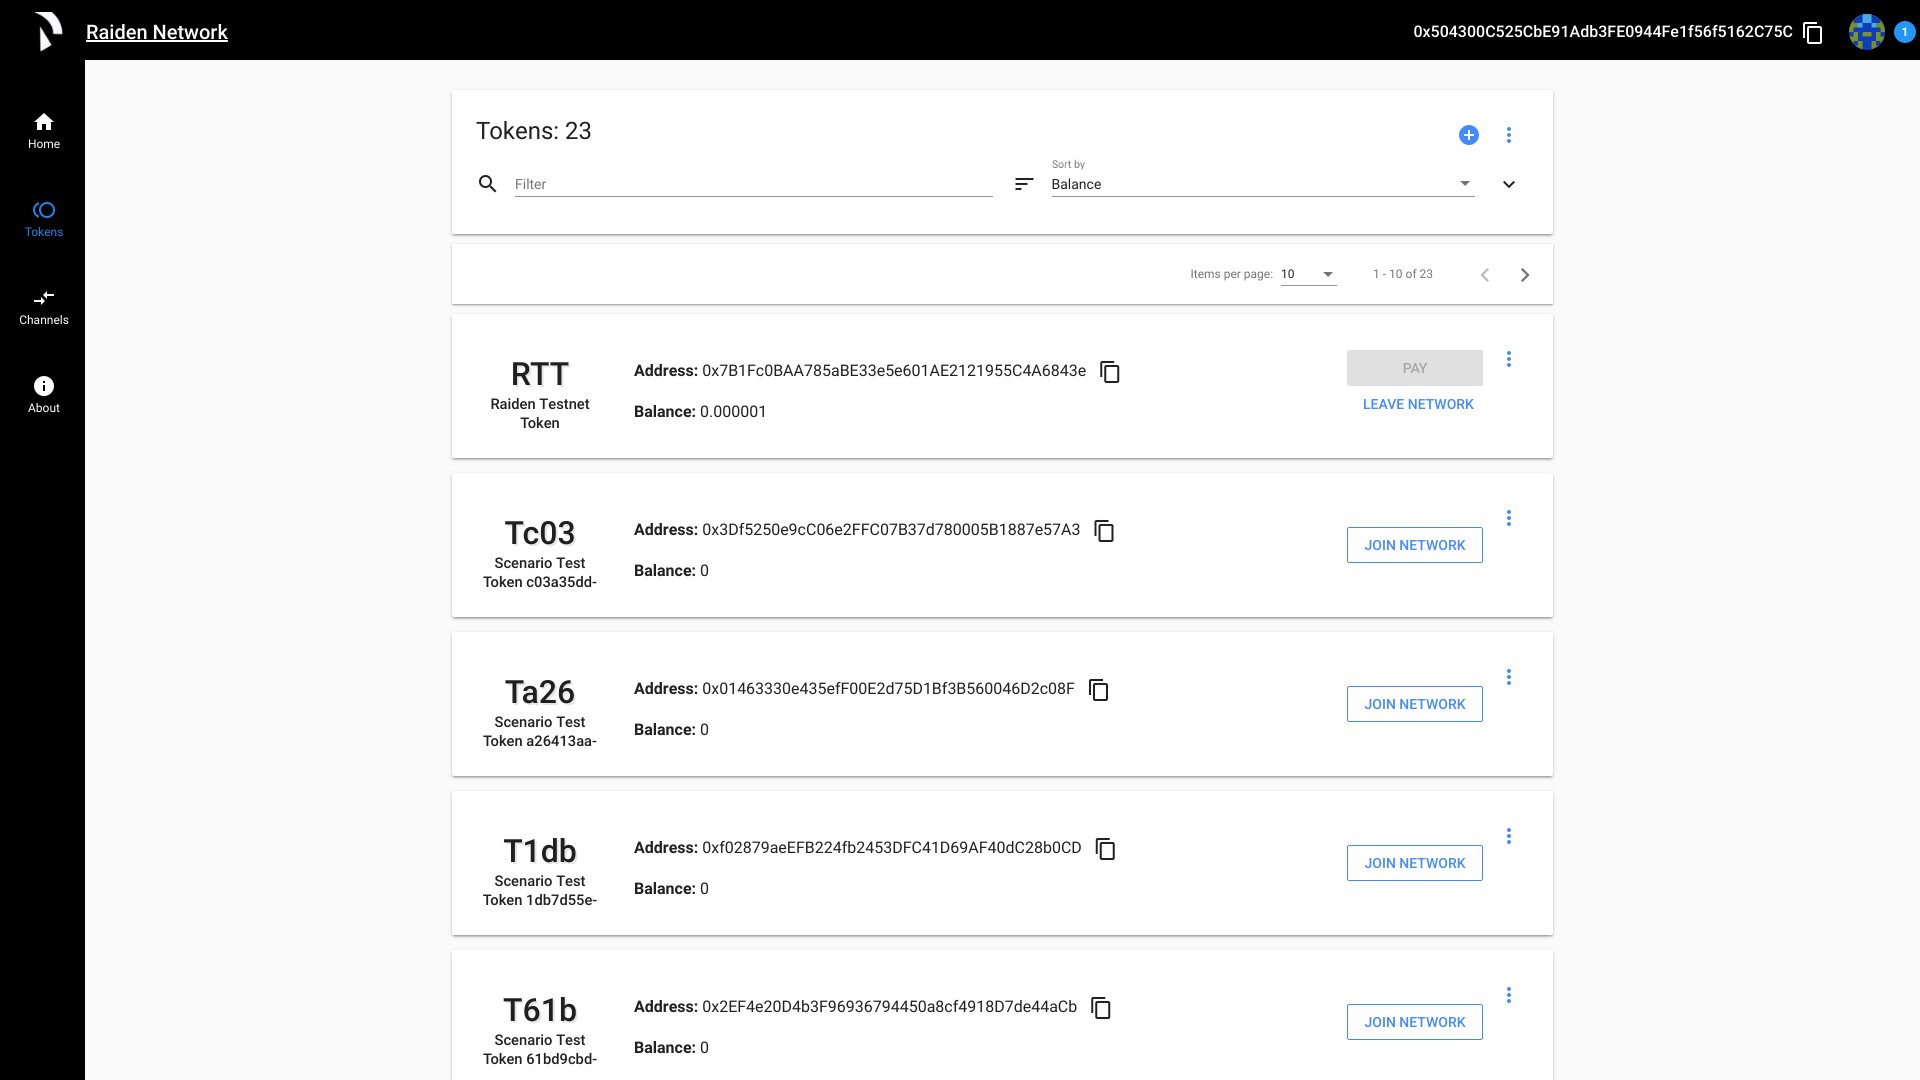 Raiden Network
0x504300C525CbE91Adb3FE0944Fe1f56f5162C75C
1
Home
Tokens
Channels
About
Tokens: 23
Filter
Sort by
Balance
Items per page: 10
1 - 10 of 23
RTT
Raiden Testnet
Token
Address: 0x7B1Fc0BAA785aBE33e5e601AE2121955C4A6843e
Balance: 0.000001
PAY
LEAVE NETWORK
Tc03
Scenario Test
Token c03a35dd-
Address: 0x3Df5250e9cC06e2FFC07B37d780005B1887e57A3
Balance: 0
JOIN NETWORK
Ta26
Scenario Test
Token a26413aa-
Address: 0x01463330e435efF00E2d75D1Bf3B560046D2c08F
Balance: 0
JOIN NETWORK
T1db
Scenario Test
Token 1db7d55e-
Address: 0xf02879aeEFB224fb2453DFC41D69AF40dC28b0CD
Balance: 0
JOIN NETWORK
T61b
Scenario Test
Token 61bd9cbd-
Address: 0x2EF4e20D4b3F96936794450a8cf4918D7de44aCb
Balance: 0
JOIN NETWORK